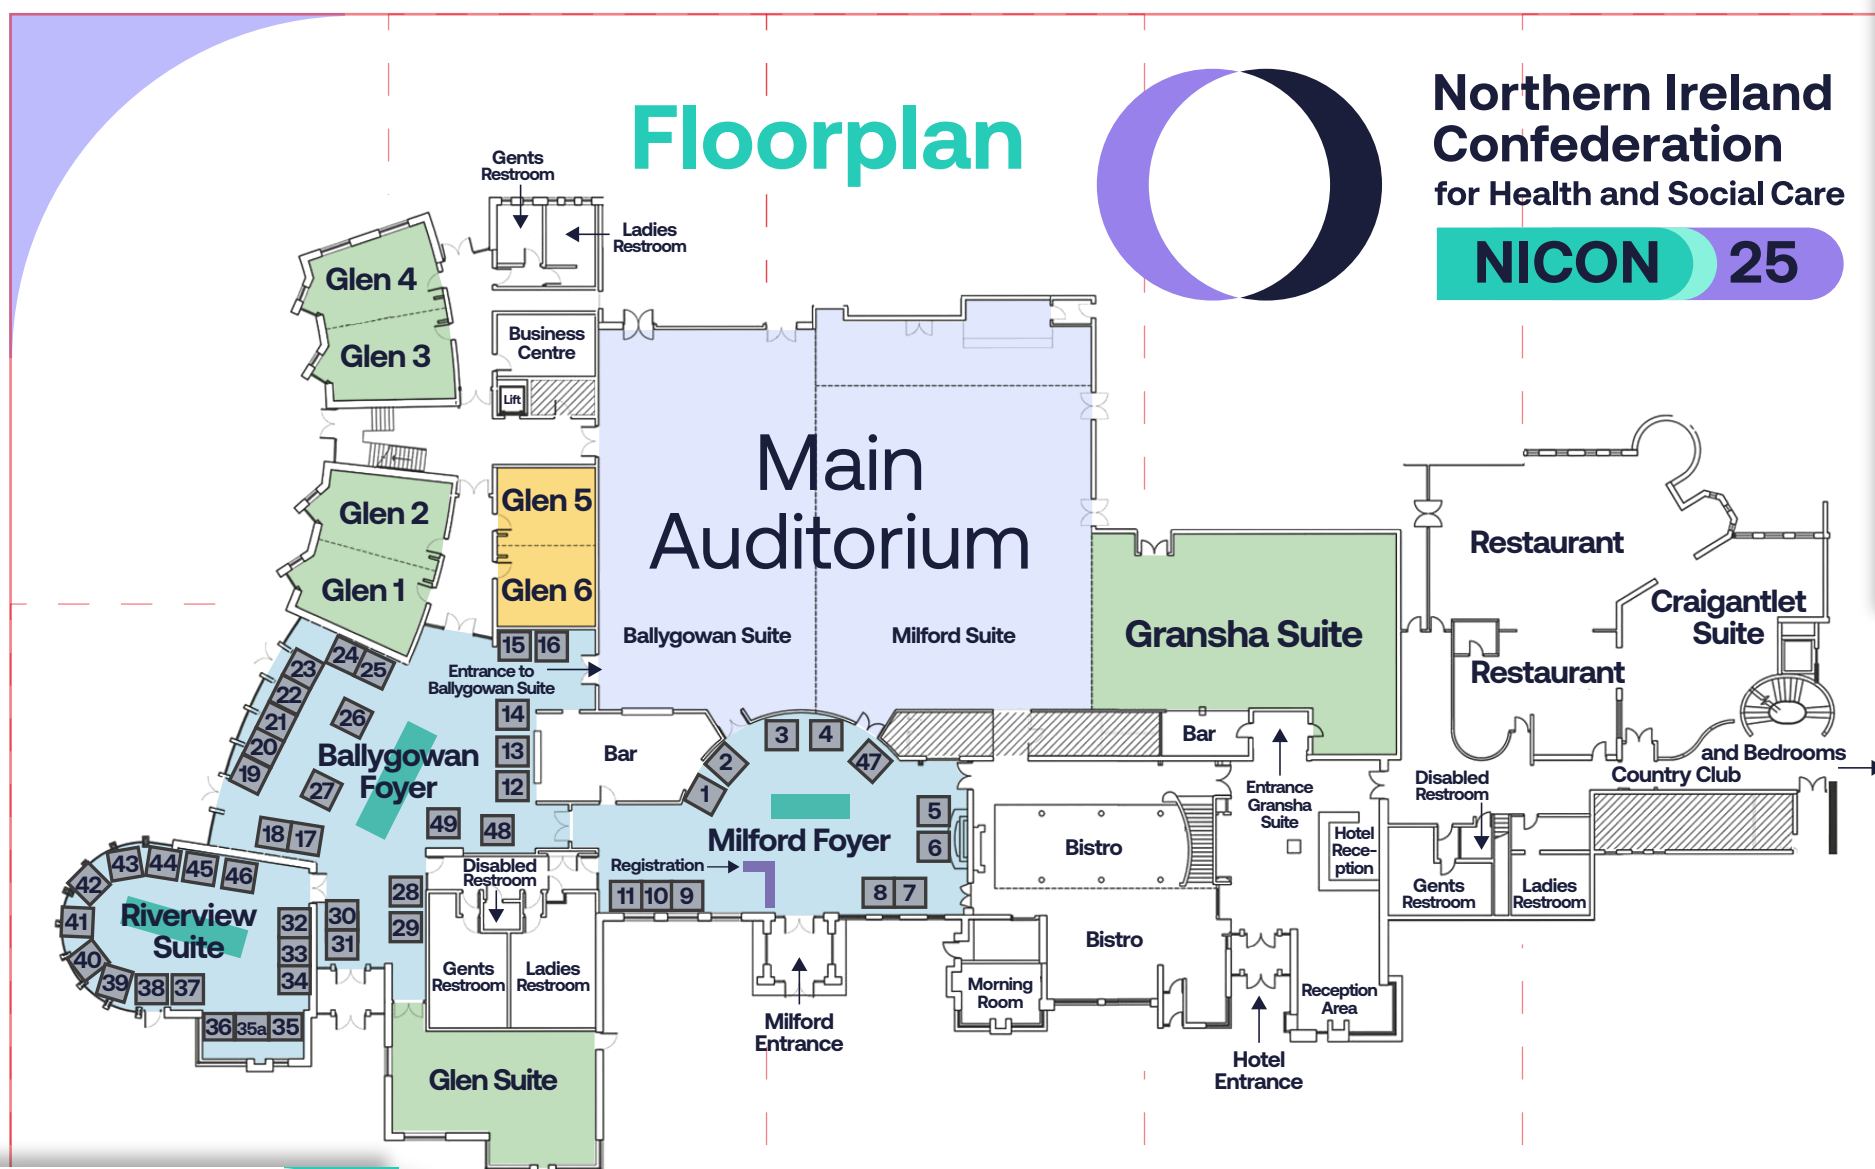 Floorplan
Northern Ireland
Confederation
for Health and Social Care
NICON 25
Gents
Restroom
Ladies
Restroom
Glen 4
Glen 3
Business
Centre
Lift
Glen 2
Glen 1
Glen 5
Glen 6
Main
Auditorium
Ballygowan Suite
Milford Suite
Gransha Suite
Restaurant
Craigantlet
Suite
Restaurant
15
16
Entrance to
Ballygowan Suite
24
25
23
22
21
20
19
26
27
18
17
Ballygowan
Foyer
14
13
12
49
48
Bar
3
4
2
1
47
5
6
Milford Foyer
Registration
11
10
9
8
7
Bar
Entrance
Gransha
Suite
Bistro
Bistro
Hotel
Rece-
ption
Disabled
Restroom
and Bedrooms
Country Club
Gents
Restroom
Ladies
Restroom
43
44
45
46
42
41
40
39
38
37
Riverview
Suite
32
33
34
30
31
28
29
36
35a
35
Disabled
Restroom
Gents
Restroom
Ladies
Restroom
Glen Suite
Milford
Entrance
Morning
Room
Reception
Area
Hotel
Entrance